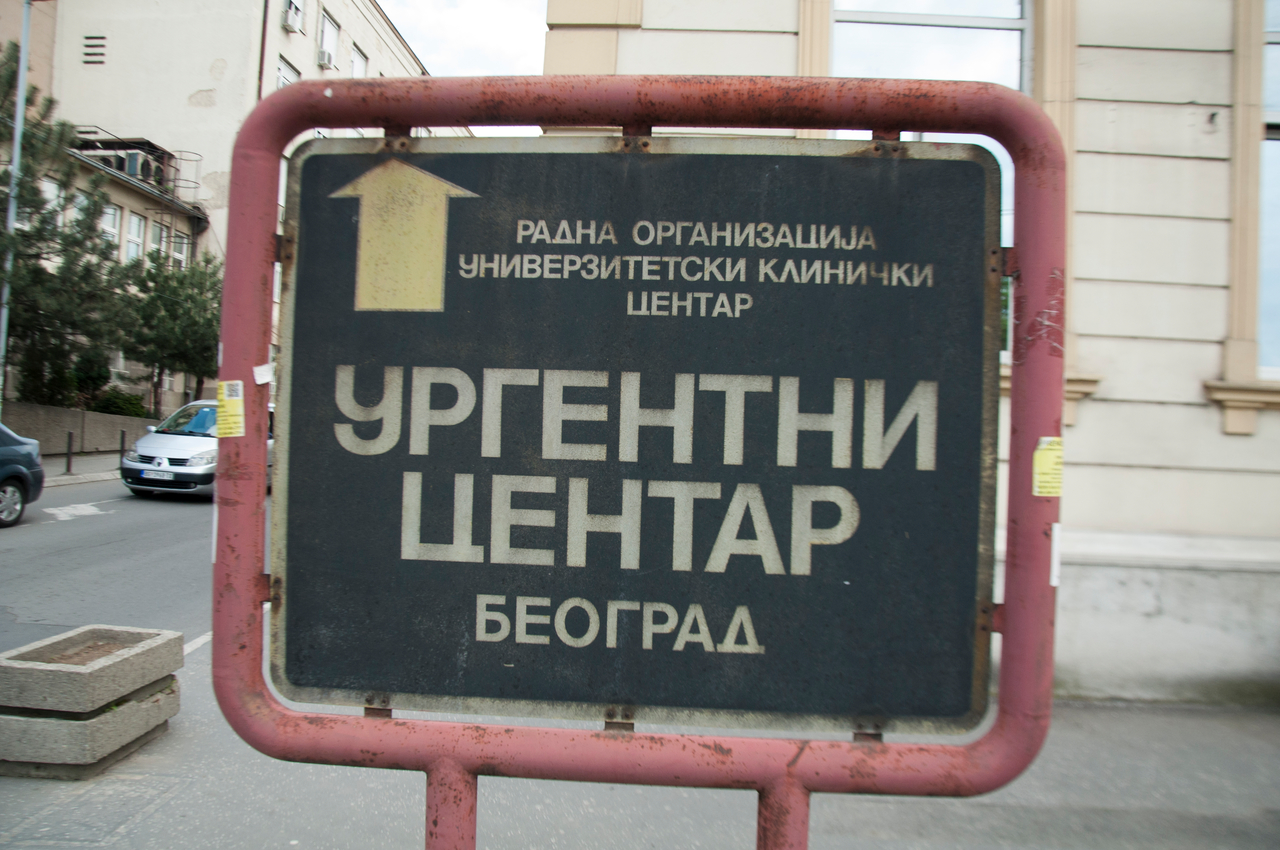 РАДНА ОРГАНИЗАЦИЈА
УНИВЕРЗИТЕТСКИ КЛИНИЧКИ
ЦЕНТАР
УРГЕНТНИ
ЦЕНТАР
БЕОГРАД